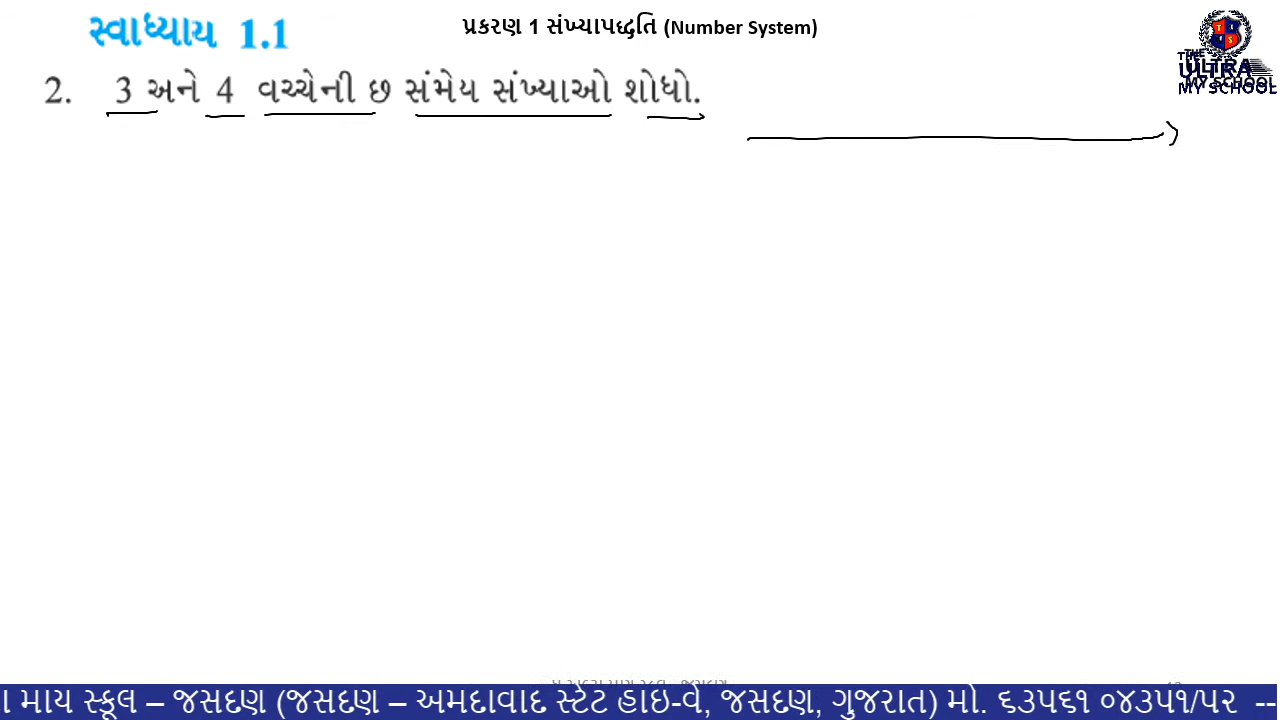 સ્વાધ્યાય 1.1
પ્રકરણ 1 સંખ્યાપદ્ધતિ (Number System)
THE
ULTRA
MY SCHOOL
2. 3 અને 4 વચ્ચેની છ સંમેય સંખ્યાઓ શોધો.
માય સ્કૂલ – જસદણ (જસદણ – અમદાવાદ સ્ટેટ હાઇ-વે, જસદણ, ગુજરાત) મો. ૬૩૫૬૧ ૦૪૩૫૧/૫૨ --